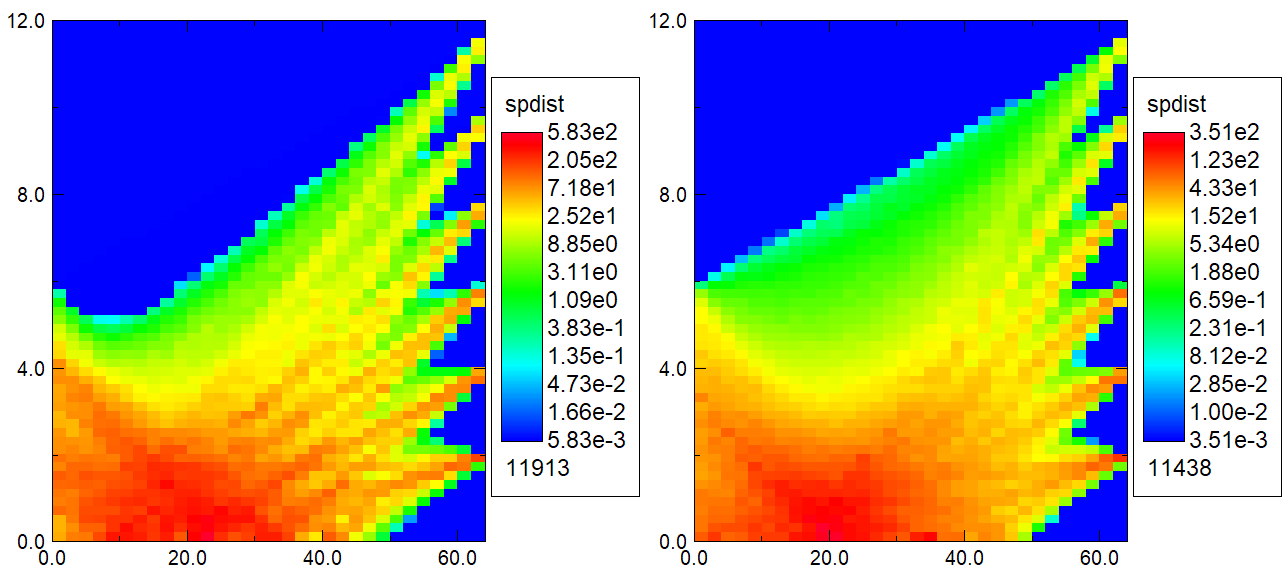 12.0
8.0
4.0
0.0
0.0 20.0 40.0 60.0
spdist
5.83e2
2.05e2
7.18e1
2.52e1
8.85e0
3.11e0
1.09e0
3.83e-1
1.35e-1
4.73e-2
1.66e-2
5.83e-3
11913
12.0
8.0
4.0
0.0
0.0 20.0 40.0 60.0
spdist
3.51e2
1.23e2
4.33e1
1.52e1
5.34e0
1.88e0
6.59e-1
2.31e-1
8.12e-2
2.85e-2
1.00e-2
3.51e-3
11438